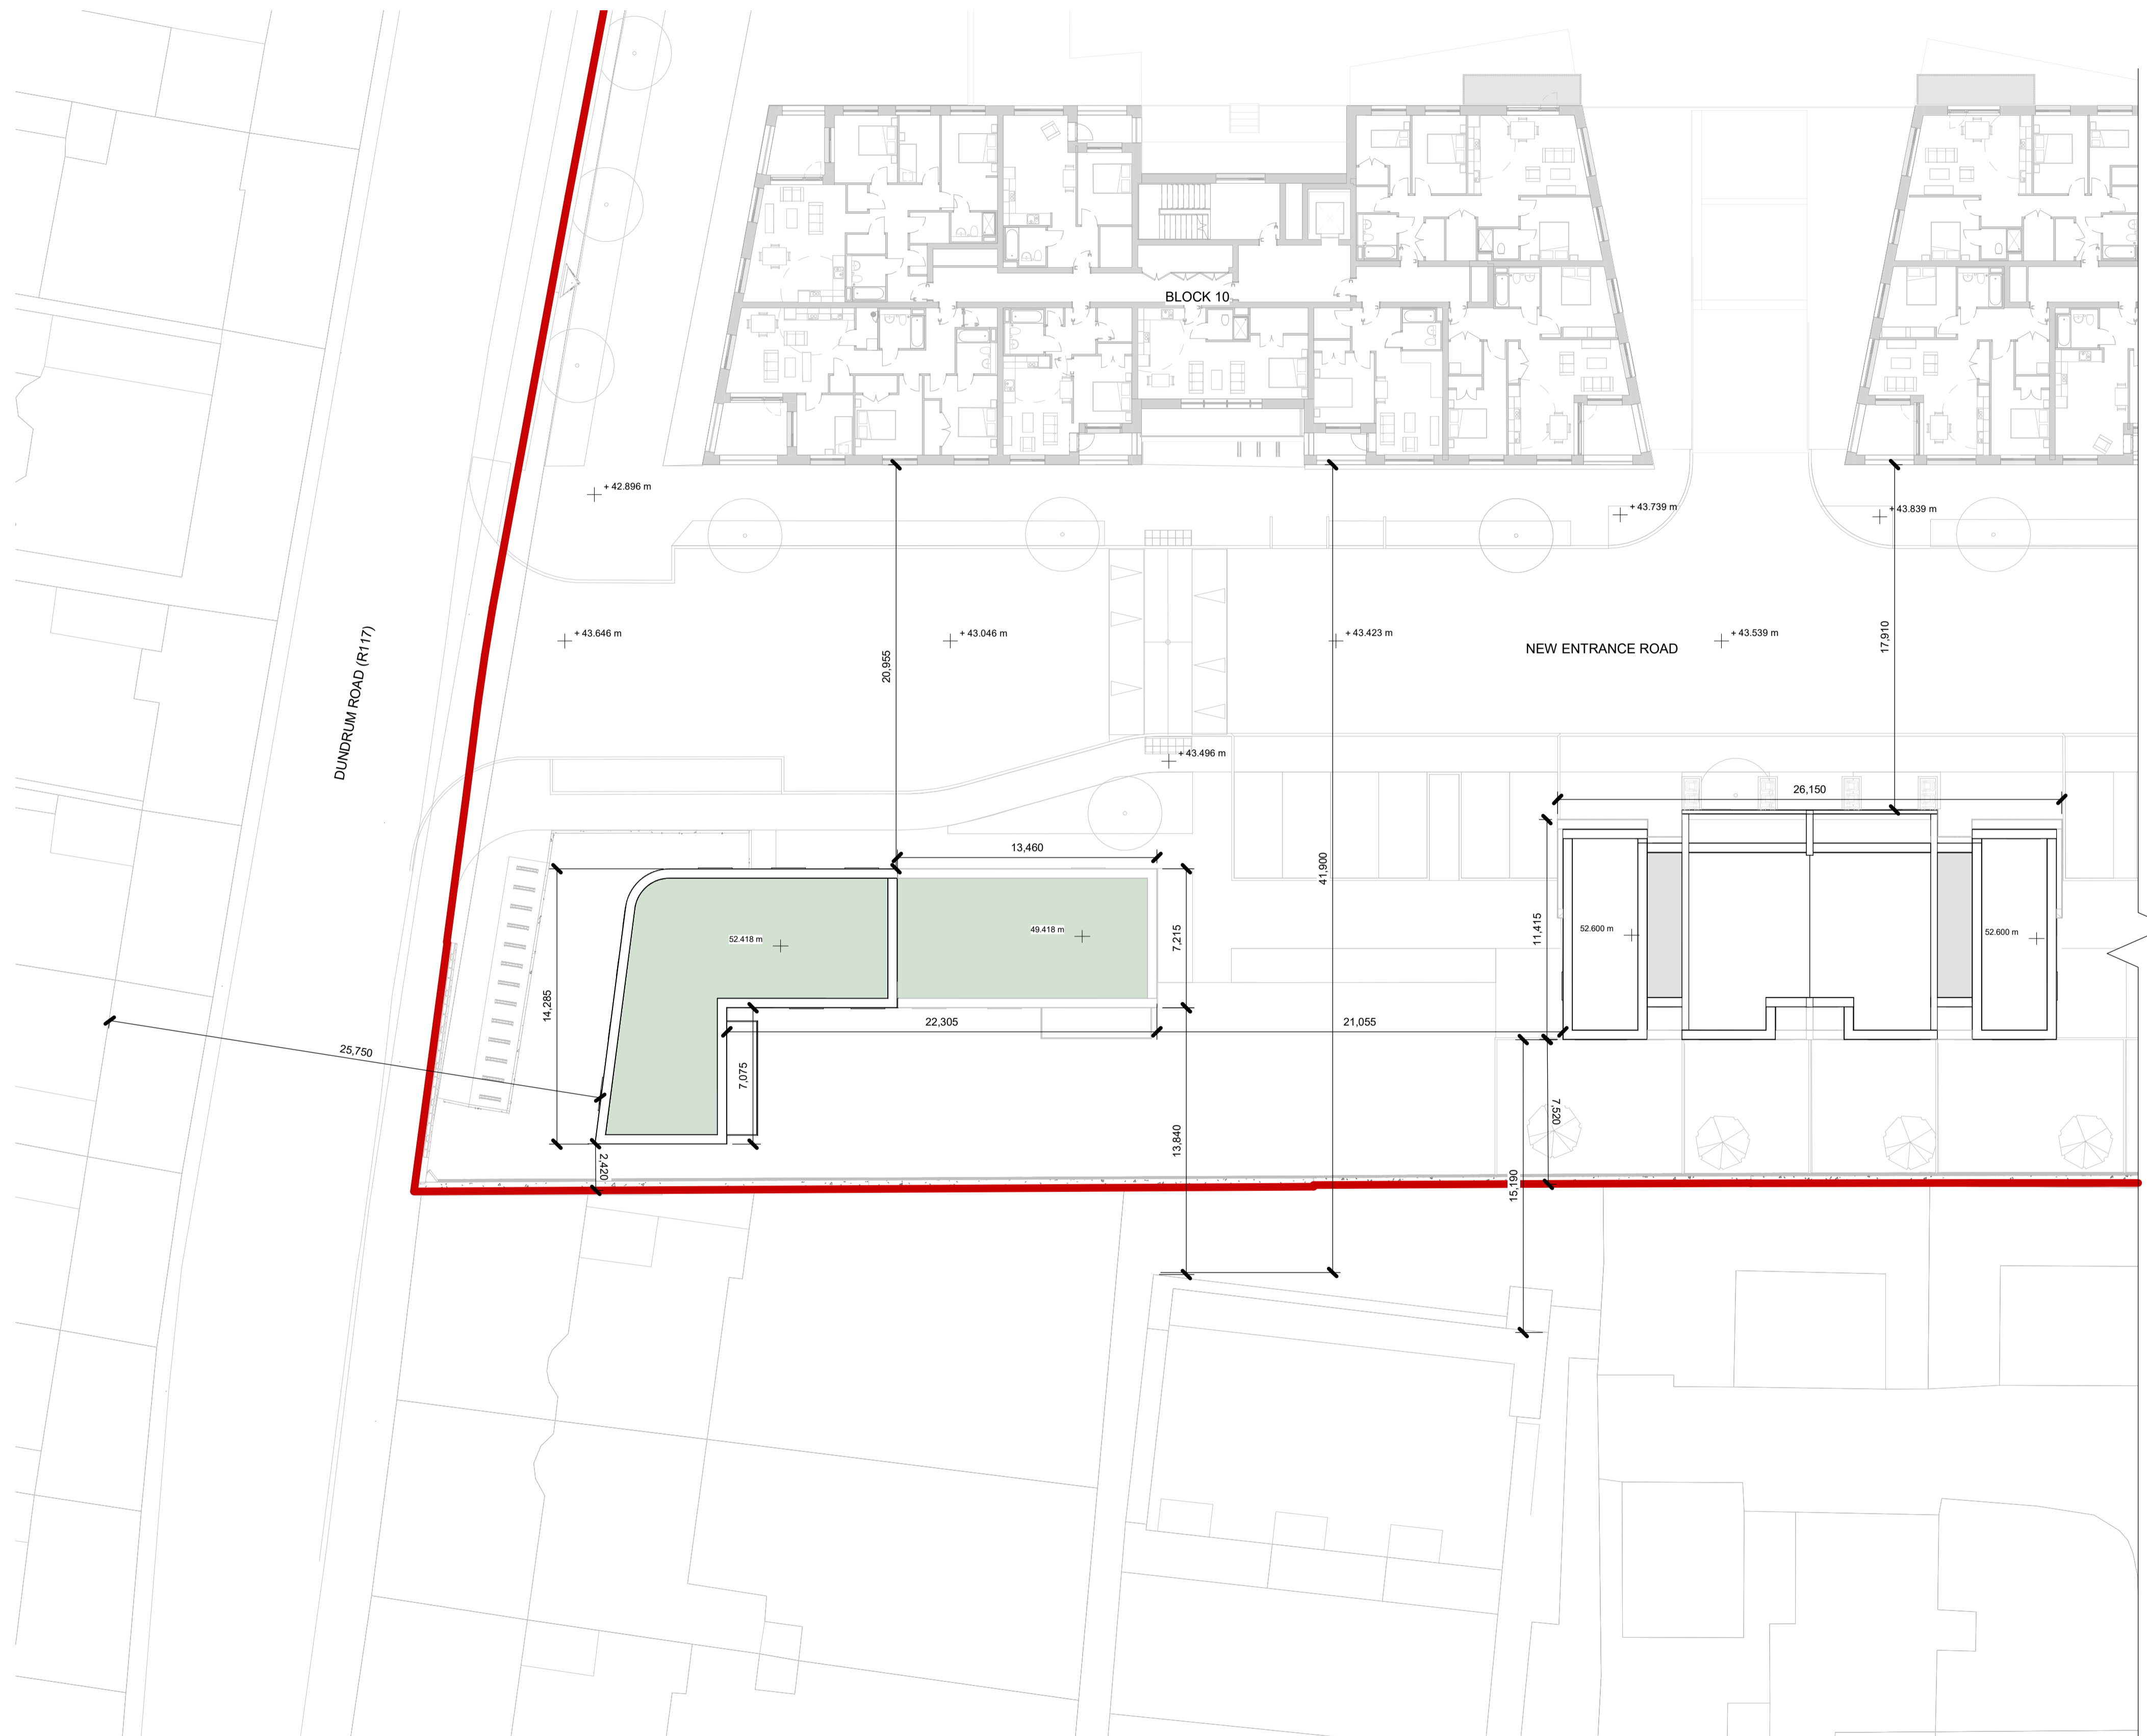 BLOCK 10
+ 42.896 m
+ 43.739 m
+ 43.839 m
+ 43.646 m
+ 43.046 m
+ 43.423 m
+ 43.539 m
NEW ENTRANCE ROAD
17,910
20,955
DUNDRUM ROAD (R117)
+ 43.496 m
26,150
13,460
41,900
52.418 m
49.418 m
7,215
11,415
52.600 m
52.600 m
14,285
22,305
21,055
25,750
7,075
7,520
13,840
2,420
15,190